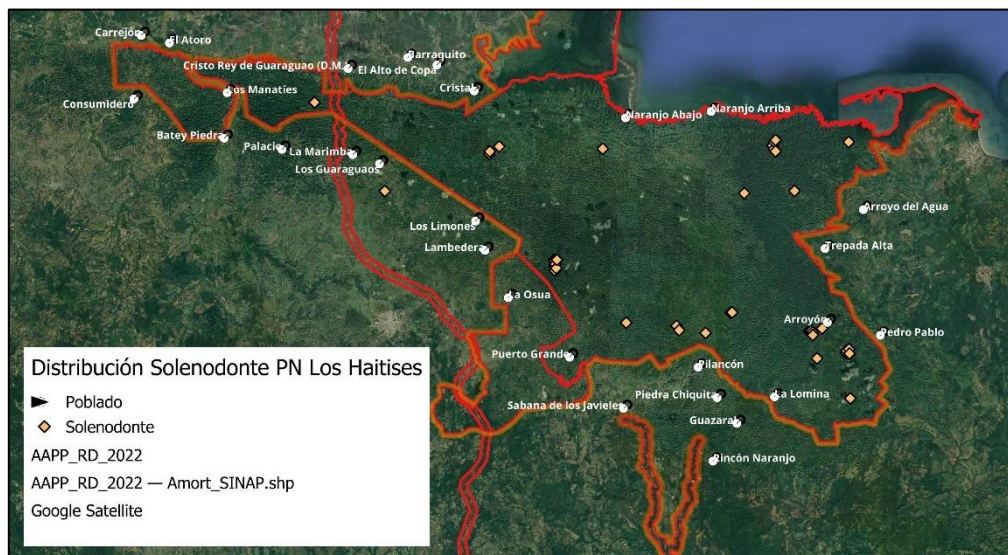 Carrejón
El Atoro
Barraquito
Cristo Rey de Guaraguao (D.M.
El Alto de Copa
Cristal
Los Manatíes
Consumidero
Naranjo Abajo
Naranjo Arriba
Batey Piedra
Palacio
La Marimba
Los Guaraguaos
Arroyo del Agua
Los Limones
Lambedera
Trepada Alta
La Osua
Arroyón
Pedro Pablo
Puerto Grande
Pilancón
Piedra Chiquita
La Lomina
Sabana de los Javieles
Guazaral
Rincón Naranjo
Distribución Solenodonte PN Los Haitises
Poblado
Solenodonte
AAPP_RD_2022
AAPP_RD_2022 — Amort_SINAP.shp
Google Satellite